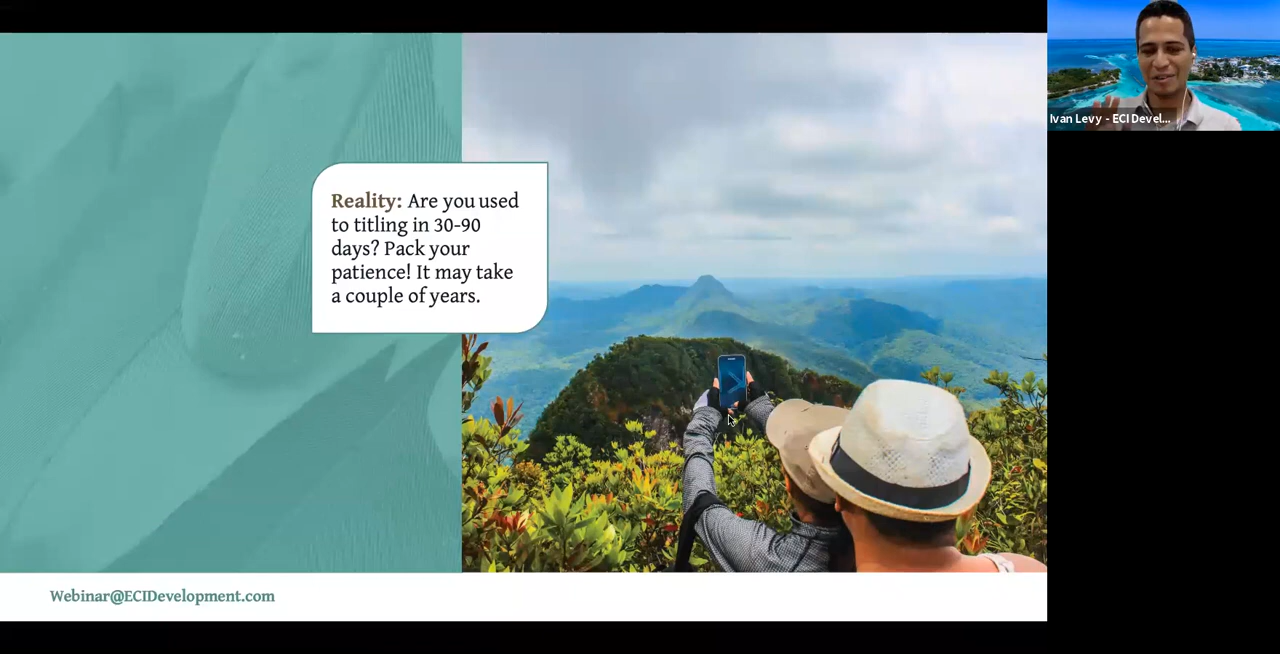 Reality: Are you used
to titling in 30-90
days? Pack your
patience! It may take
a couple of years.
Webinar@ECIDevelopment.com
Ivan Levy - ECI Devel...